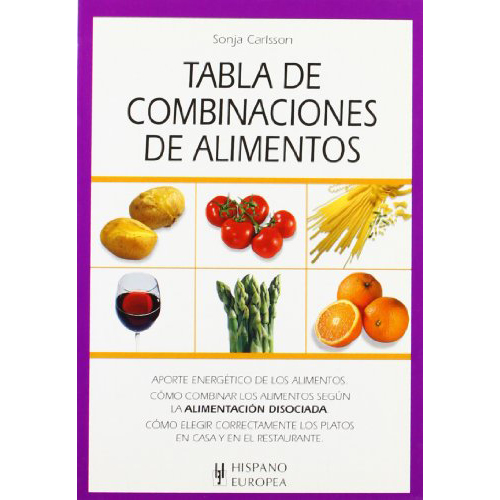 Sonja Carlsson
TABLA DE
COMBINACIONES
DE ALIMENTOS
APORTE ENERGÉTICO DE LOS ALIMENTOS.
CÓMO COMBINAR LOS ALIMENTOS SEGÚN
LA ALIMENTACIÓN DISOCIADA.
CÓMO ELEGIR CORRECTAMENTE LOS PLATOS
EN CASA Y EN EL RESTAURANTE.
HISPANO
EUROPEA